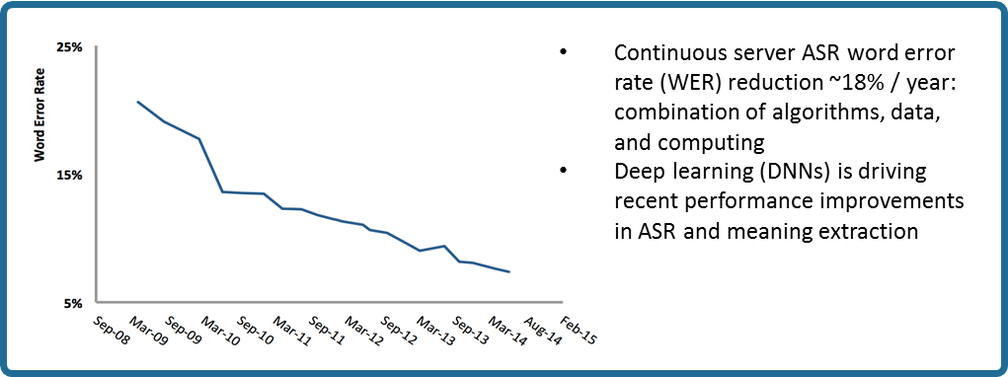 25%
Word Error Rate
15%
5%
Sep-08
Mar-09
Sep-09
Mar-10
Sep-10
Mar-11
Sep-11
Mar-12
Sep-12
Mar-13
Sep-13
Mar-14
Aug-14
Feb-15
• Continuous server ASR word error
rate (WER) reduction ~18% / year:
combination of algorithms, data,
and computing
• Deep learning (DNNs) is driving
recent performance improvements
in ASR and meaning extraction